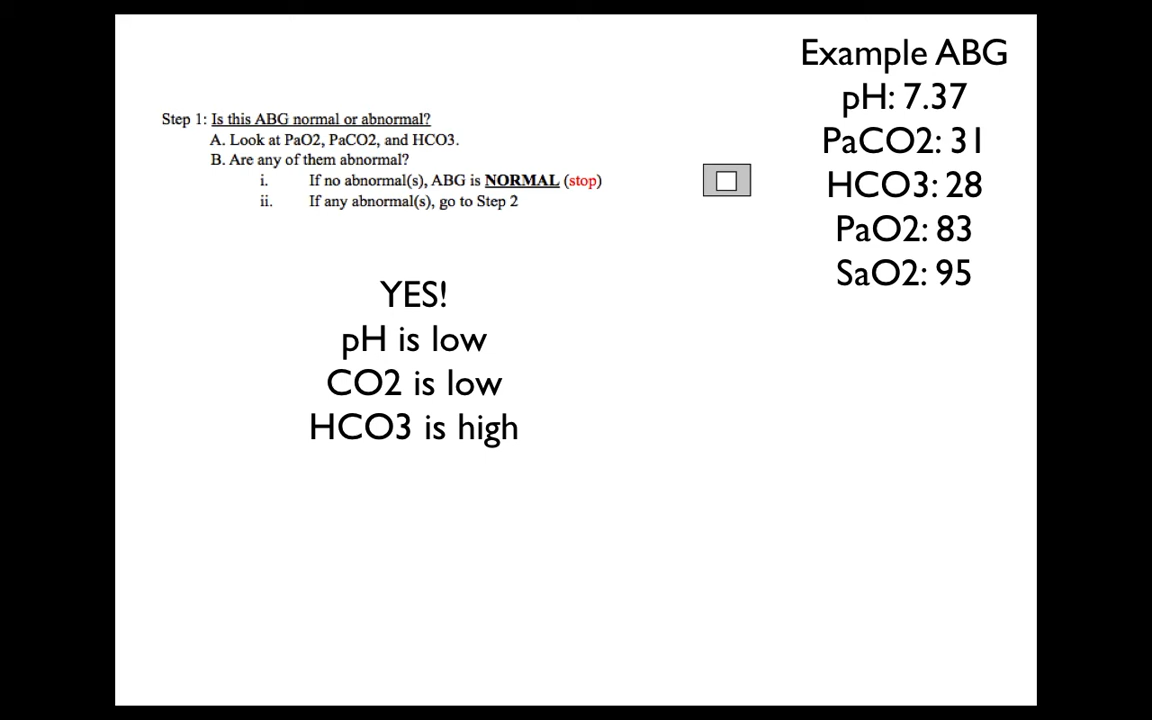 Step 1: Is this ABG normal or abnormal?
A. Look at PaO2, PaCO2, and HCO3.
B. Are any of them abnormal?
i. If no abnormal(s), ABG is NORMAL (stop)
ii. If any abnormal(s), go to Step 2
Example ABG
pH: 7.37
PaCO2: 31
HCO3: 28
PaO2: 83
SaO2: 95
YES!
pH is low
CO2 is low
HCO3 is high